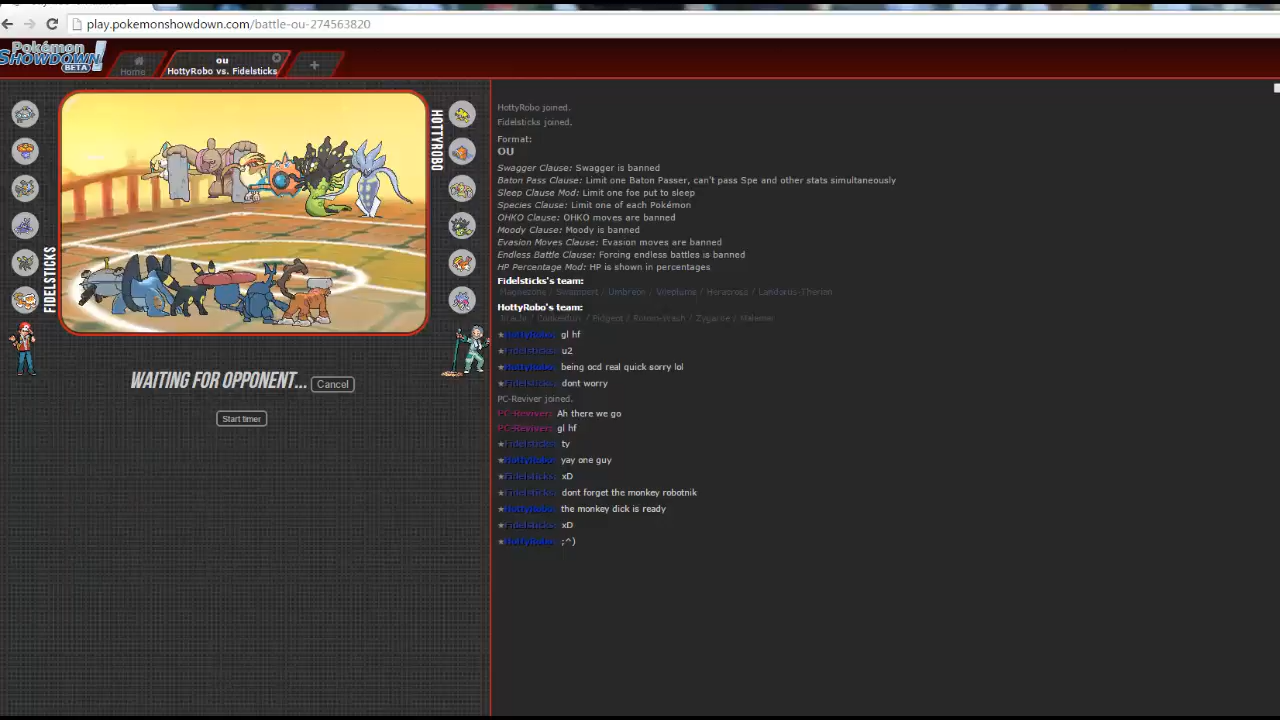 play.pokemonshowdown.com/battle-ou-274563820
Pokémon
SHOWDOWN!
BETA
Home
ou
HottyRobo vs. Fidelsticks
+
HOTTYROBO
FIDELSTICKS
WAITING FOR OPPONENT... Cancel
Start timer
HottyRobo joined.
Fidelsticks joined.
Format:
OU
Swagger Clause: Swagger is banned
Baton Pass Clause: Limit one Baton Passer, can't pass Spe and other stats simultaneously
Sleep Clause Mod: Limit one foe put to sleep
Species Clause: Limit one of each Pokémon
OHKO Clause: OHKO moves are banned
Moody Clause: Moody is banned
Evasion Moves Clause: Evasion moves are banned
Endless Battle Clause: Forcing endless battles is banned
HP Percentage Mod: HP is shown in percentages
Fidelsticks's team:
Magnezone / Swampert / Umbreon / Vileplume / Heracross / Landorus-Therian
HottyRobo's team:
/ Conkeldurr / Pidgeot / Rotom-Wash / Zygarde / Malamar
★HottyRobo: gl hf
★Fidelsticks: u2
★HottyRobo: being ocd real quick sorry lol
★Fidelsticks: dont worry
PC-Reviver joined.
PC-Reviver: Ah there we go
PC-Reviver: gl hf
★Fidelsticks: ty
★HottyRobo: yay one guy
★Fidelsticks: xD
★Fidelsticks: dont forget the monkey robotnik
★HottyRobo: the monkey dick is ready
★Fidelsticks: xD
★HottyRobo: ;^)